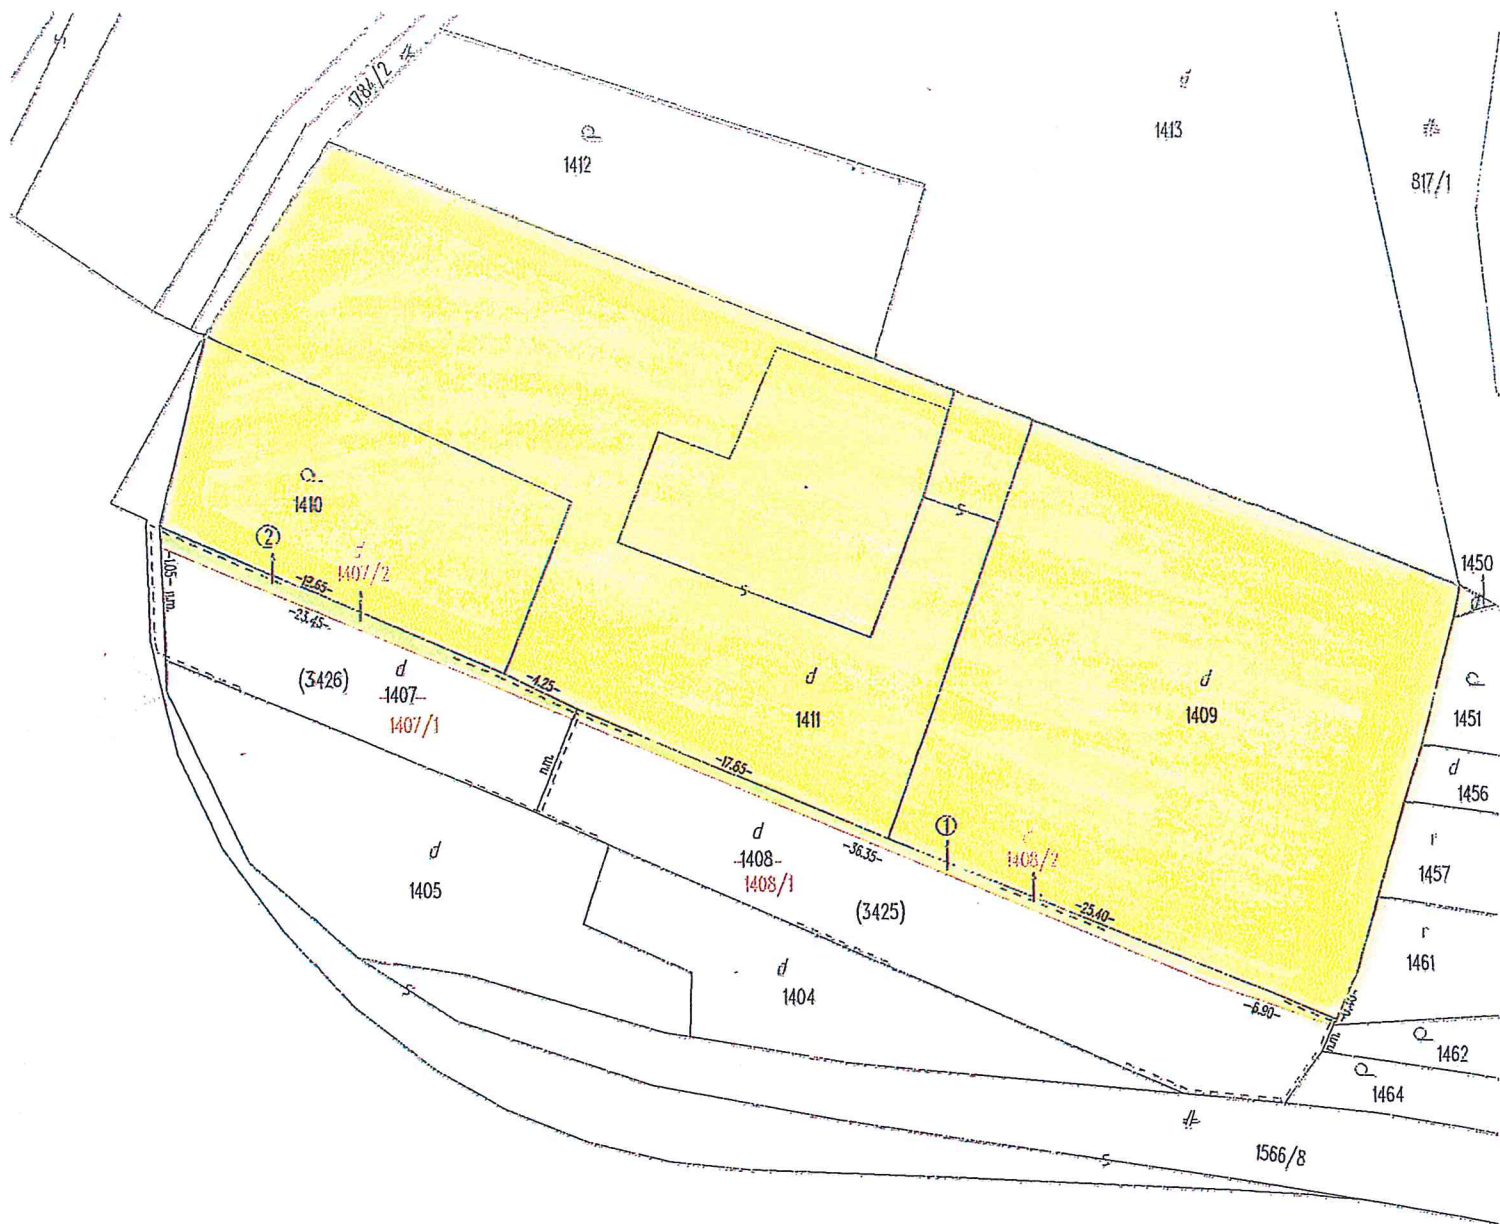 1784/2
1412
1413
817/1
1410
②
1407/2
-1.05- n.m.
-12.65-
-23.45-
(3426)
d
-1407-
1407/1
-4.25-
n.m.
s
s
d
1411
-17.65-
d
1409
1450
d
1451
d
1456
r
1457
r
1461
①
1408/2
-36.35-
-25.40-
d
-1408-
1408/1
(3425)
d
1405
d
1404
-6.90-
n.m.
1462
1464
s
s
1566/8